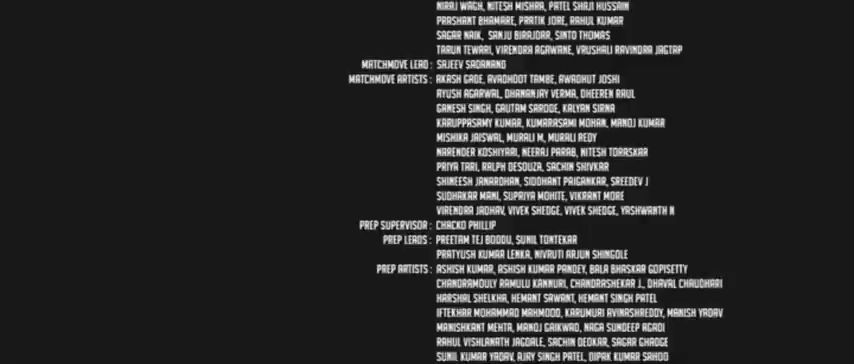 NIRAJ WAGH, NITESH MISHRA, PATEL SHAJI HUSSAIN
PRASHANT BHAMARE, PRATIK JORE, RAHUL KUMAR
SAGAR NAIK, SANJU BIRAJDAR, SINTO THOMAS
TARUN TEWARI, VIRENDRA AGAWANE, VRUSHALI RAVINDRA JAGTAP
MATCHMOVE LEAD : SAJEEV SADANAND
MATCHMOVE ARTISTS : AKASH GADE, AVADHOOT TAMBE, AWADHUT JOSHI
AYUSH AGARWAL, DHANANJAY VERMA, DHEEREN RAUL
GANESH SINGH, GAUTAM SARODE, KALYAN SIRNA
KARUPPASAMY KUMAR, KUMARASAMI MOHAN, MANOJ KUMAR
MISHIKA JAISWAL, MURALI M, MURALI REDY
NARENDER KOSHIYARI, NEERAJ PARAB, NITESH TORASKAR
PRIYA TARI, RALPH DESOUZA, SACHIN SHIVKAR
SHINEESH JANARDHAN, SIDDHANT PAIGANKAR, SREEDEV J
SUDHAKAR MANI, SUPRIYA MOHITE, VIKRANT MORE
VIRENDRA JADHAV, VIVEK SHEDGE, VIVEK SHEDGE, YASHWANTH N
PREP SUPERVISOR : CHACKO PHILLIP
PREP LEADS : PREETAM TEJ BODDU, SUNIL TONTEKAR
PRATYUSH KUMAR LENKA, NIVRUTI ARJUN SHINGOLE
PREP ARTISTS : ASHISH KUMAR, ASHISH KUMAR PANDEY, BALA BHASKAR GOPISETTY
CHANDRAMOULY RAMULU KANNURI, CHANDRASHEKAR J., DHAVAL CHAUDHARI
HARSHAL SHELKHA, HEMANT SAWANT, HEMANT SINGH PATEL
IFTEKHAR MOHAMMAD MAHMOOD, KARUMURI AVINASHREDDY, MANISH YADAV
MANISHKANT MEHTA, MANOJ GAIKWAD, NAGA SUNDEEP AGADI
RAHUL VISHLANATH JAGDALE, SACHIN DEOKAR, SAGAR GHADGE
SUNIL KUMAR YADAV, AJAY SINGH PATEL, DIPAK KUMAR SAHOO